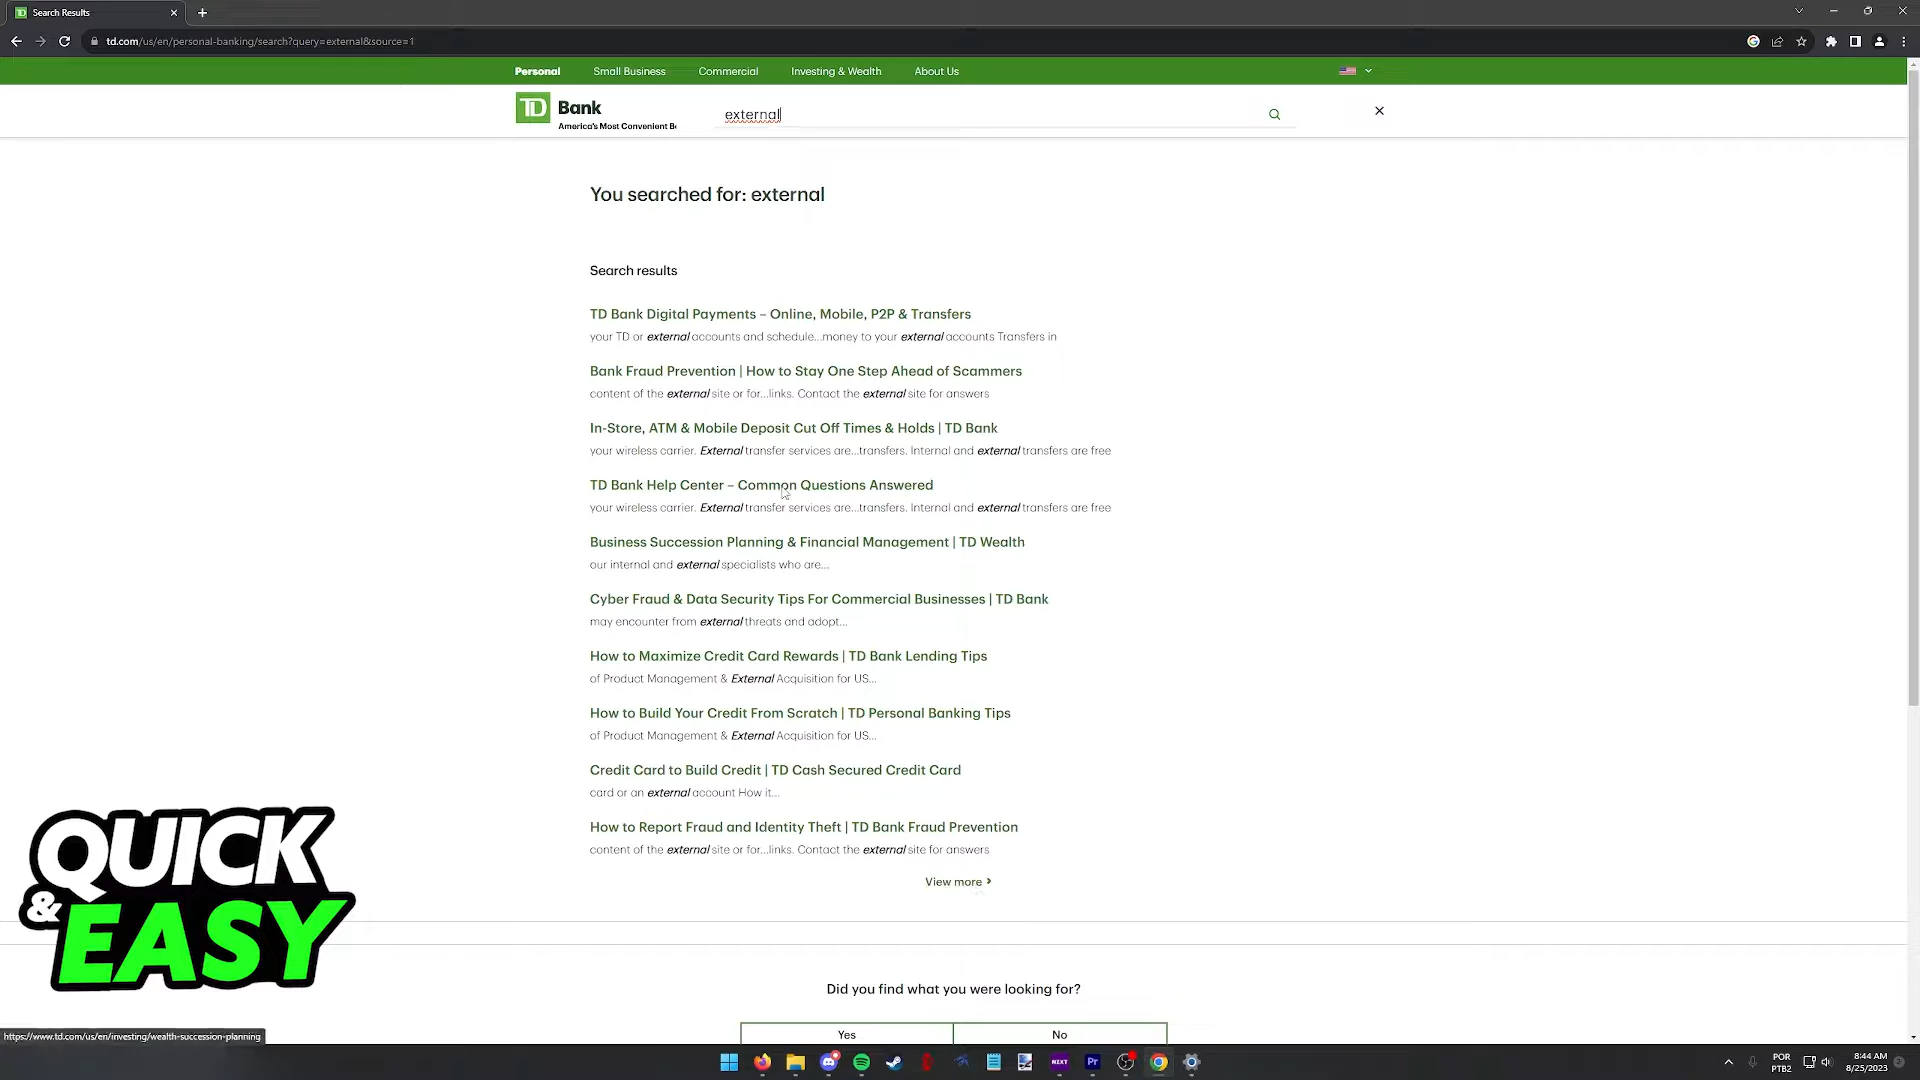 Search Results
td.com/us/en/personal-banking/search?query=external&source=1
Personal
Small Business
Commercial
Investing & Wealth
About Us
TD
Bank
America's Most Convenient B
external
You searched for: external
Search results
TD Bank Digital Payments – Online, Mobile, P2P & Transfers
your TD or external accounts and schedule...money to your external accounts Transfers in
Bank Fraud Prevention | How to Stay One Step Ahead of Scammers
content of the external site or for...links. Contact the external site for answers
In-Store, ATM & Mobile Deposit Cut Off Times & Holds | TD Bank
your wireless carrier. External transfer services are...transfers. Internal and external transfers are free
TD Bank Help Center – Common Questions Answered
your wireless carrier. External transfer services are...transfers. Internal and external transfers are free
Business Succession Planning & Financial Management | TD Wealth
our internal and external specialists who are...
Cyber Fraud & Data Security Tips For Commercial Businesses | TD Bank
may encounter from external threats and adopt...
How to Maximize Credit Card Rewards | TD Bank Lending Tips
of Product Management & External Acquisition for US...
How to Build Your Credit From Scratch | TD Personal Banking Tips
of Product Management & External Acquisition for US...
Credit Card to Build Credit | TD Cash Secured Credit Card
card or an external account How it...
How to Report Fraud and Identity Theft | TD Bank Fraud Prevention
content of the external site or for...links. Contact the external site for answers
View more
QUICK
& EASY
Did you find what you were looking for?
Yes
No
https://www.td.com/us/en/investing/wealth-succession-planning
NZXT
Pr
POR
PTB2
8:44 AM
8/25/2023